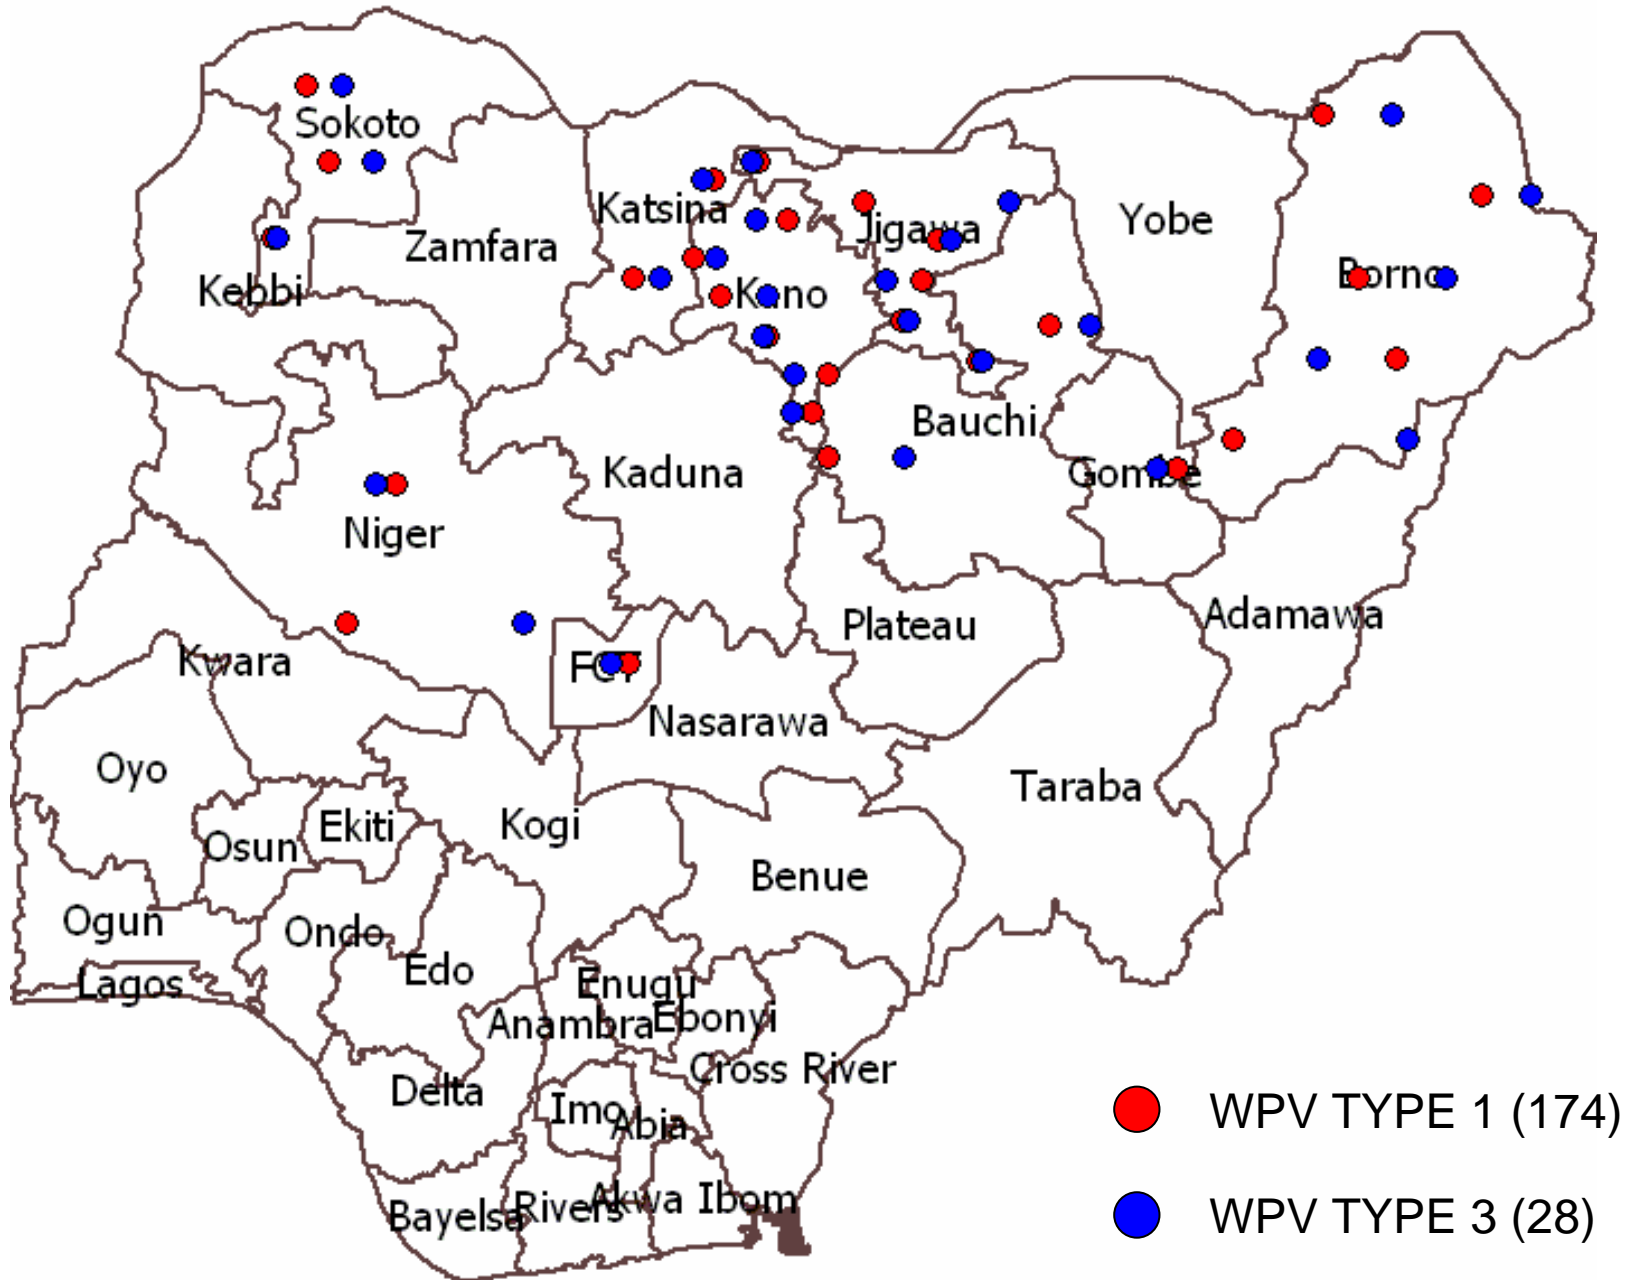 Sokoto
Katsina
Jigawa
Yobe
Zamfara
Kebbi
Kano
Borno
Bauchi
Kaduna
Gombe
Niger
Plateau
Adamawa
Kwara
FCT
Nasarawa
Oyo
Taraba
Ekiti
Kogi
Osun
Benue
Ogun
Ondo
Edo
Lagos
Enugu
Anambra
Ebonyi
Cross River
Delta
Imo
Abia
WPV TYPE 1 (174)
Bayelsa
Rivers
Akwa Ibom
WPV TYPE 3 (28)